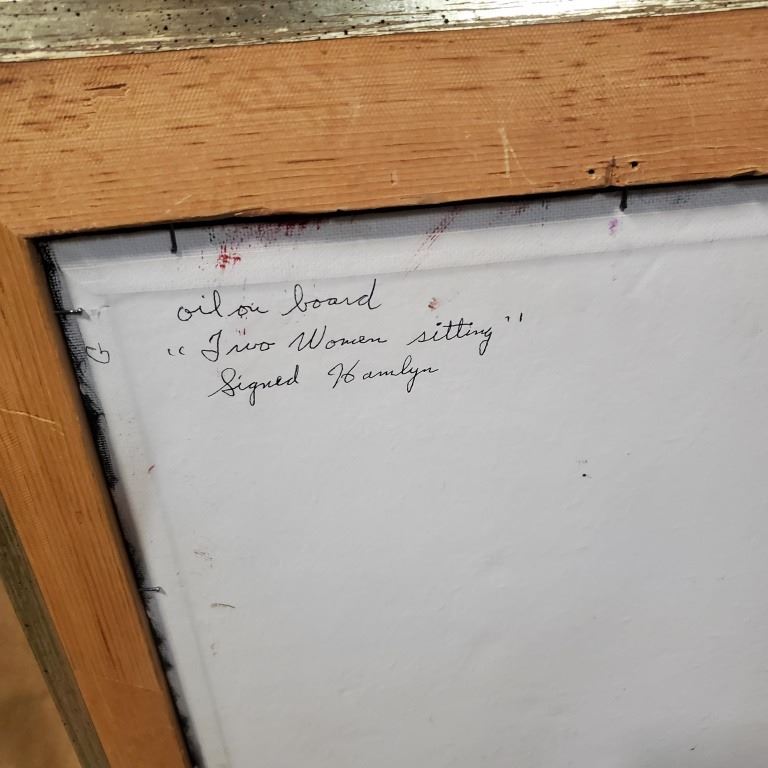 oil on board
"Two Women sitting"
Signed Hamlyn